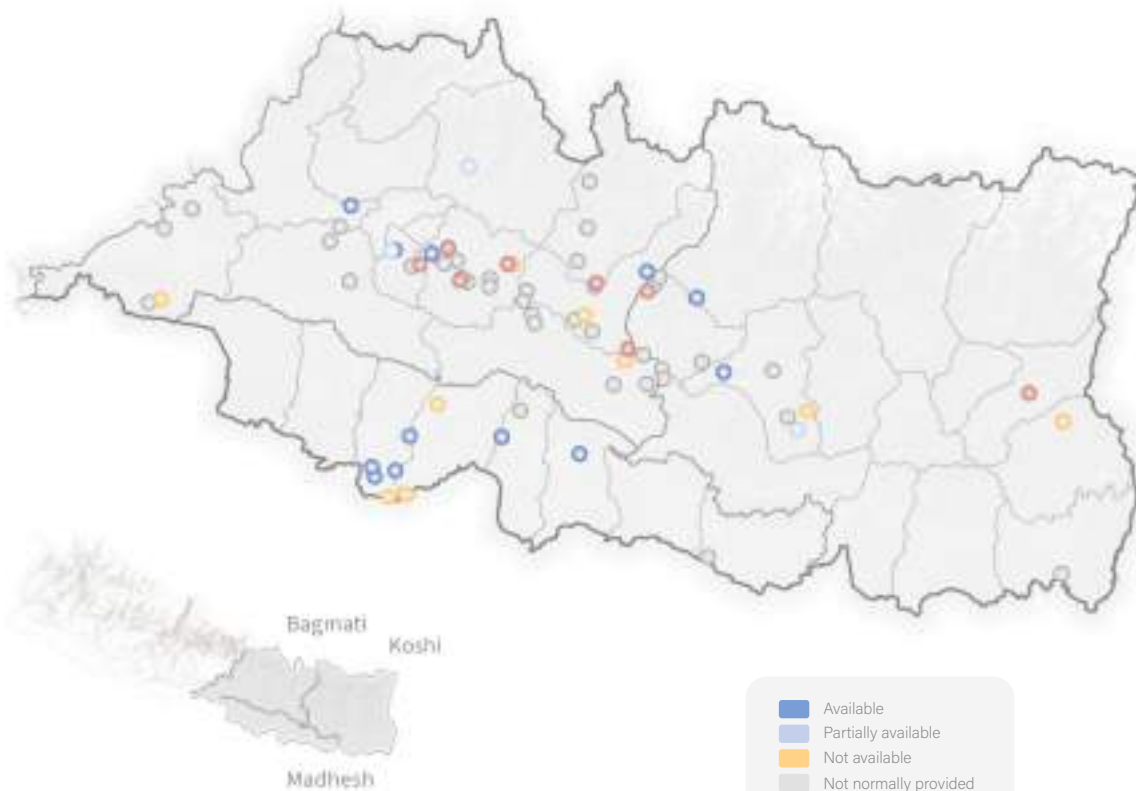 Bagmati
Koshi
Madhesh
Available
Partially available
Not available
Not normally provided